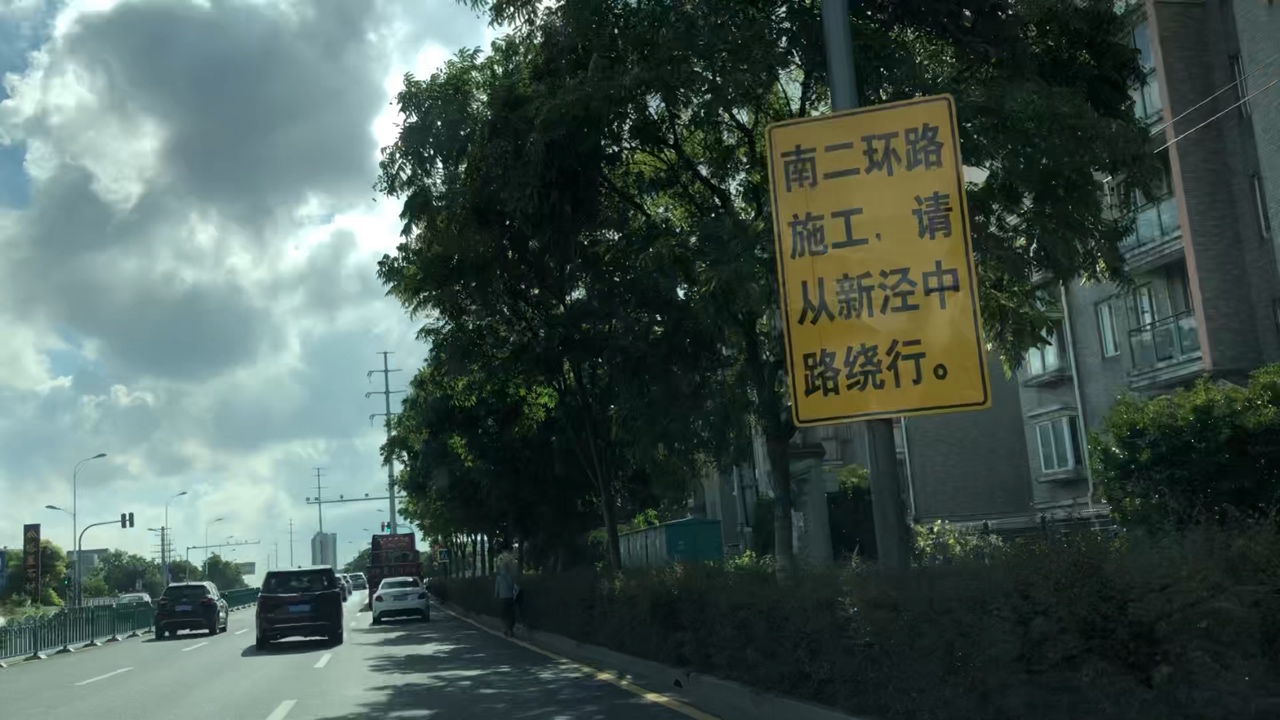 南二环路
施工，请
从新泾中
路绕行。